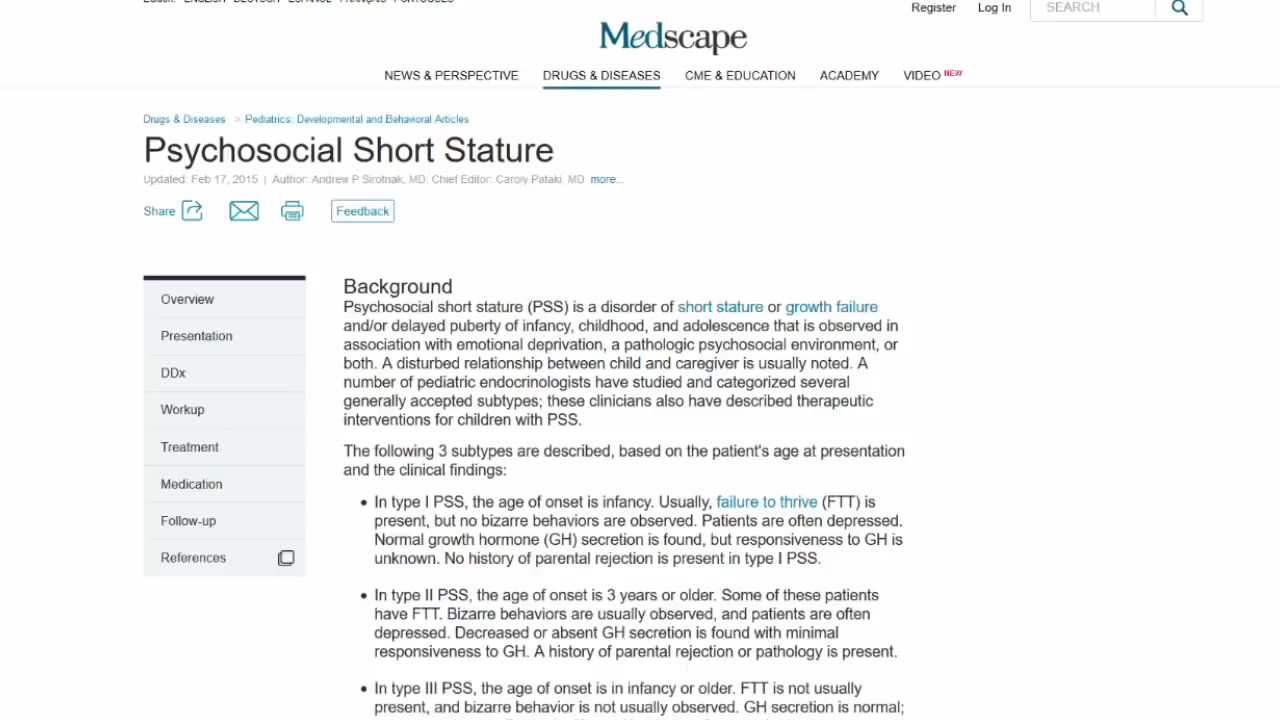 Edition: ENGLISH DEUTSCH ESPAÑOL FRANÇAIS PORTUGUÊS
Register Log In SEARCH
Medscape
NEWS & PERSPECTIVE DRUGS & DISEASES CME & EDUCATION ACADEMY VIDEO NEW
Drugs & Diseases > Pediatrics: Developmental and Behavioral Articles
Psychosocial Short Stature
Updated: Feb 17, 2015 | Author: Andrew P Sirotnak, MD; Chief Editor: Caroly Pataki, MD more...
Share Feedback
Overview
Presentation
DDx
Workup
Treatment
Medication
Follow-up
References
Background
Psychosocial short stature (PSS) is a disorder of short stature or growth failure
and/or delayed puberty of infancy, childhood, and adolescence that is observed in
association with emotional deprivation, a pathologic psychosocial environment, or
both. A disturbed relationship between child and caregiver is usually noted. A
number of pediatric endocrinologists have studied and categorized several
generally accepted subtypes; these clinicians also have described therapeutic
interventions for children with PSS.
The following 3 subtypes are described, based on the patient's age at presentation
and the clinical findings:
• In type I PSS, the age of onset is infancy. Usually, failure to thrive (FTT) is
present, but no bizarre behaviors are observed. Patients are often depressed.
Normal growth hormone (GH) secretion is found, but responsiveness to GH is
unknown. No history of parental rejection is present in type I PSS.
• In type II PSS, the age of onset is 3 years or older. Some of these patients
have FTT. Bizarre behaviors are usually observed, and patients are often
depressed. Decreased or absent GH secretion is found with minimal
responsiveness to GH. A history of parental rejection or pathology is present.
• In type III PSS, the age of onset is in infancy or older. FTT is not usually
present, and bizarre behavior is not usually observed. GH secretion is normal;